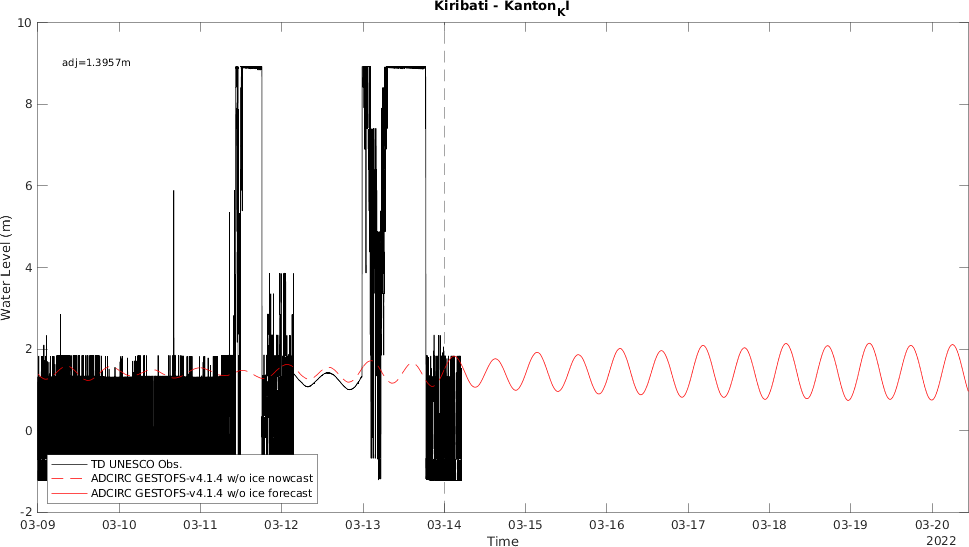 Kiribati - Kanton_KI
10
8
6
4
2
0
-2
Water Level (m)
adj=1.3957m
TD UNESCO Obs.
ADCIRC GESTOFS-v4.1.4 w/o ice nowcast
ADCIRC GESTOFS-v4.1.4 w/o ice forecast
03-09 03-10 03-11 03-12 03-13 03-14 03-15 03-16 03-17 03-18 03-19 03-20
Time
2022